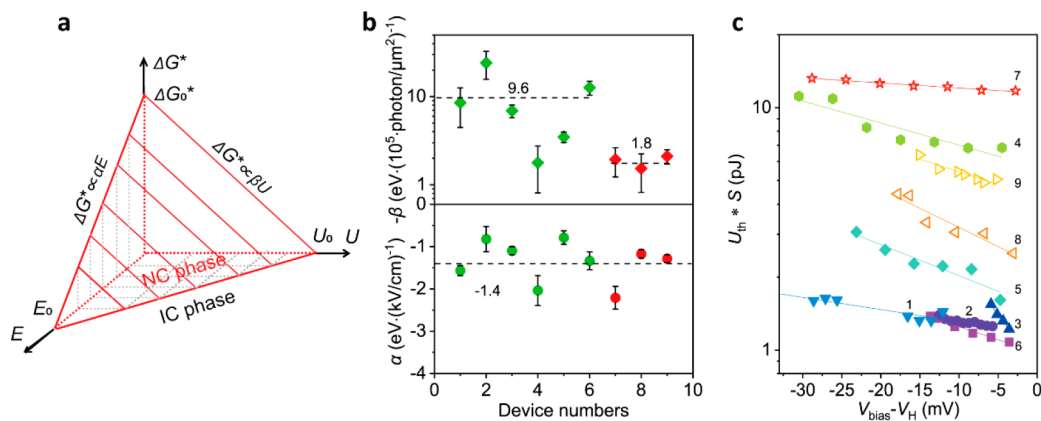 a
ΔG*
ΔG₀*
ΔG*∝αE
ΔG*∝βU
U₀
U
NC phase
IC phase
E₀
E
b
-β (eV·(10⁵·photon/μm²)⁻¹)
10
1
0
9.6
1.8
α (eV·(kV/cm)⁻¹)
-1
-2
-3
-4
-1.4
0 2 4 6 8 10
Device numbers
c
Uth * S (pJ)
10
1
7
4
9
8
5
1
2
3
6
-30 -25 -20 -15 -10 -5 0
Vbias-VH (mV)